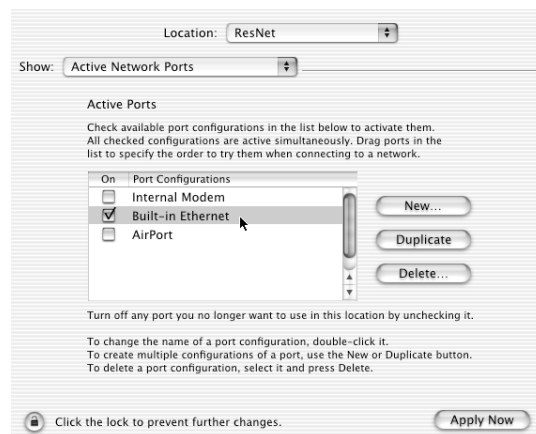 Location: ResNet
Show: Active Network Ports
Active Ports
Check available port configurations in the list below to activate them.
All checked configurations are active simultaneously. Drag ports in the
list to specify the order to try them when connecting to a network.
On Port Configurations
Internal Modem
Built-in Ethernet
AirPort
New...
Duplicate
Delete...
Turn off any port you no longer want to use in this location by unchecking it.
To change the name of a port configuration, double-click it.
To create multiple configurations of a port, use the New or Duplicate button.
To delete a port configuration, select it and press Delete.
Click the lock to prevent further changes.
Apply Now